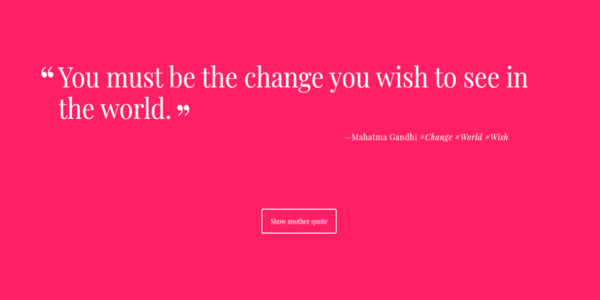 “ You must be the change you wish to see in
the world. ”
—Mahatma Gandhi #Change #World #Wish
Show another quote